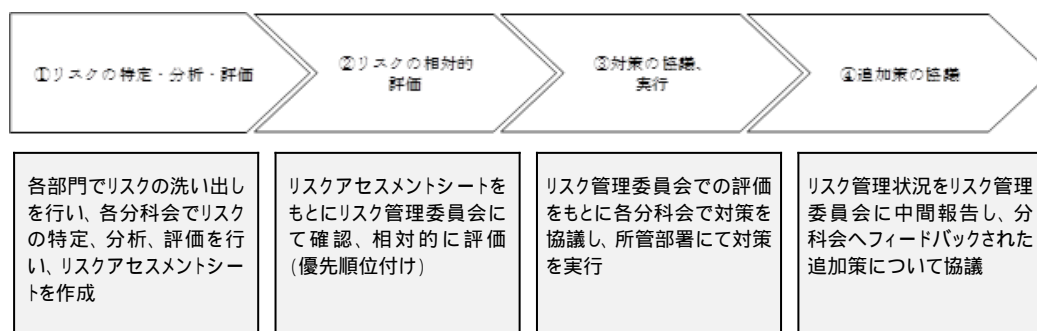 ①リスクの特定・分析・評価
②リスクの相対的
評価
③対策の協議、
実行
④追加策の協議
各部門でリスクの洗い出し
を行い、各分科会でリスク
の特定、分析、評価を行
い、リスクアセスメントシー
トを作成
リスクアセスメントシートを
もとにリスク管理委員会に
て確認、相対的に評価
(優先順位付け)
リスク管理委員会での評価
をもとに各分科会で対策を
協議し、所管部署にて対策
を実行
リスク管理状況をリスク管理
委員会に中間報告し、分
科会へフィードバックされた
追加策について協議